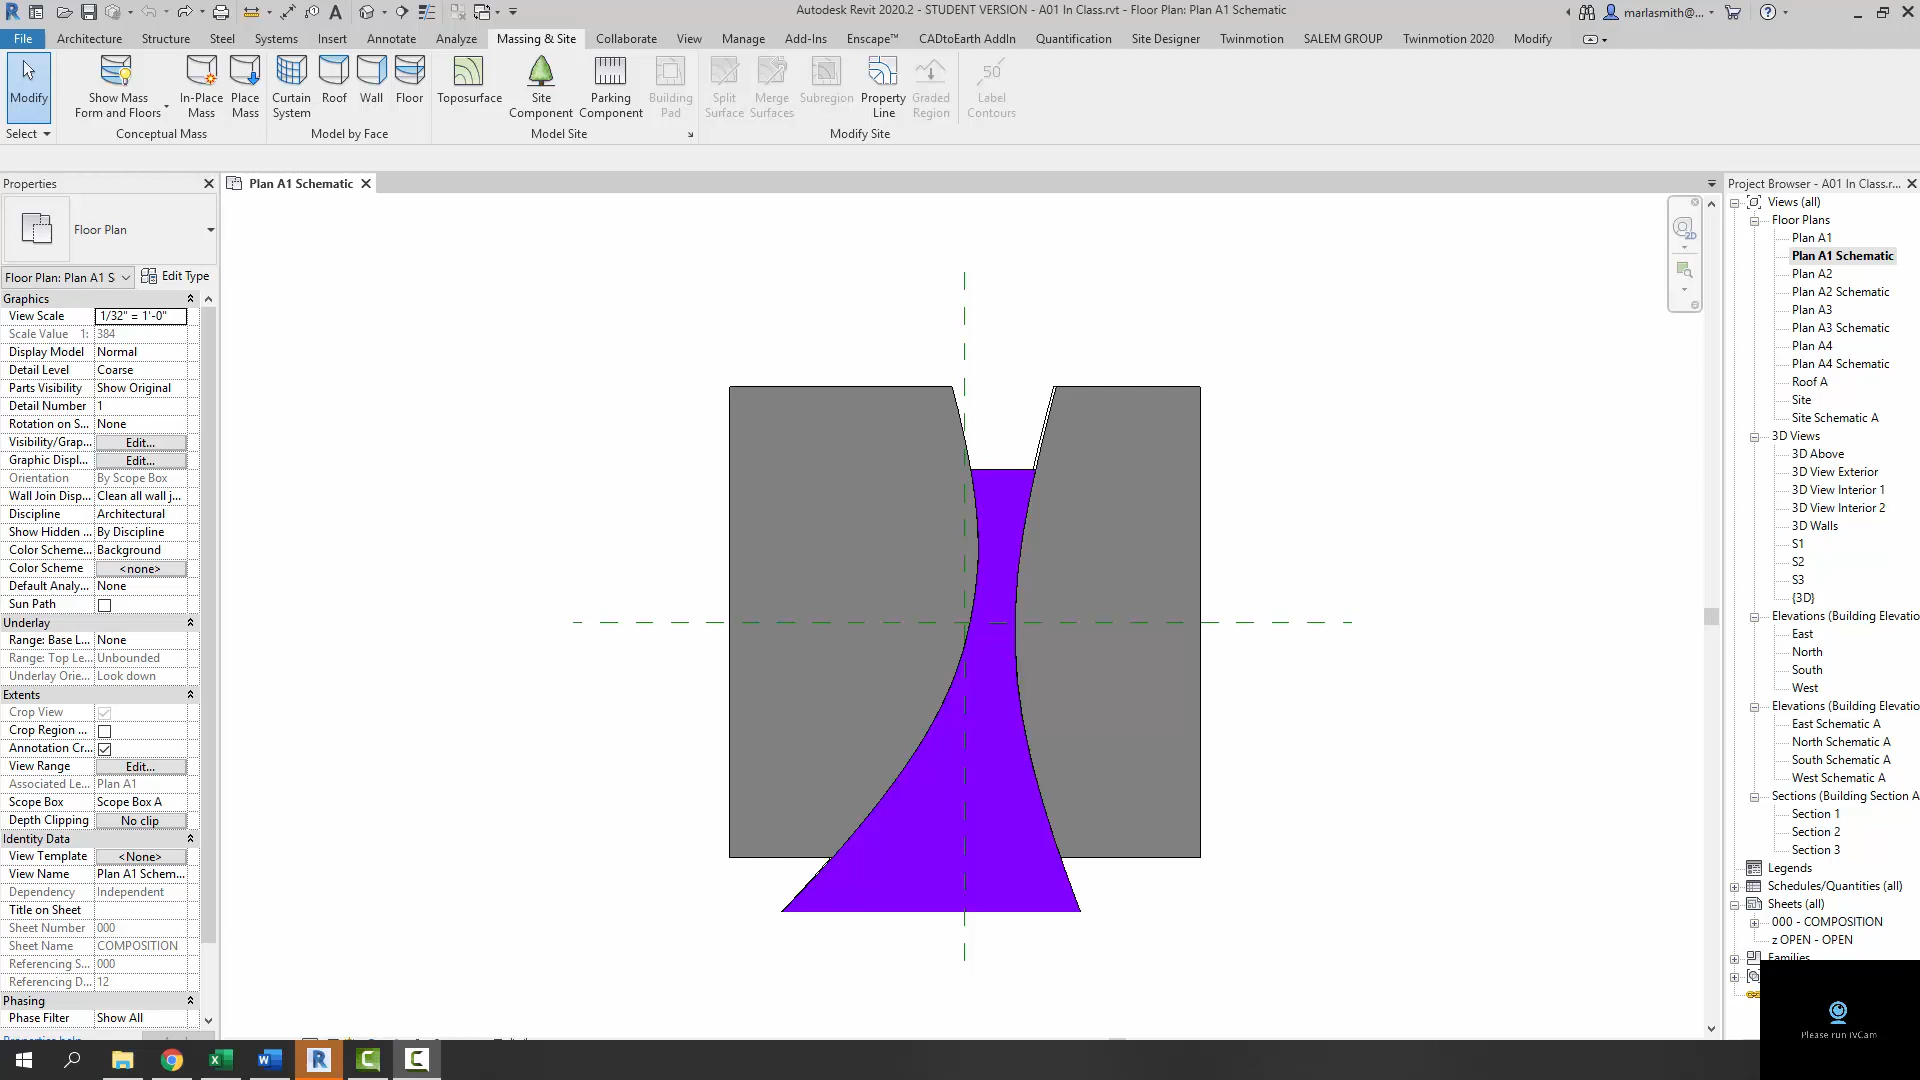 Autodesk Revit 2020.2 - STUDENT VERSION - A01 In Class.rvt - Floor Plan: Plan A1 Schematic
marlasmith@...
File Architecture Structure Steel Systems Insert Annotate Analyze Massing & Site Collaborate View Manage Add-Ins Enscape™ CADtoEarth AddIn Quantification Site Designer Twinmotion SALEM GROUP Twinmotion 2020 Modify
Modify
Show Mass Form and Floors
In-Place Mass
Place Mass
Curtain System
Roof
Wall
Floor
Toposurface
Site Component
Parking Component
Building Pad
Split Surface
Merge Surfaces
Subregion
Property Line
Graded Region
50
Label Contours
Select
Conceptual Mass
Model by Face
Model Site
Modify Site
Properties
Floor Plan
Floor Plan: Plan A1 S
Edit Type
Graphics
View Scale 1/32" = 1'-0"
Scale Value 1: 384
Display Model Normal
Detail Level Coarse
Parts Visibility Show Original
Detail Number 1
Rotation on S... None
Visibility/Grap... Edit...
Graphic Displ... Edit...
Orientation By Scope Box
Wall Join Disp... Clean all wall j...
Discipline Architectural
Show Hidden ... By Discipline
Color Scheme... Background
Color Scheme <none>
Default Analy... None
Sun Path
Underlay
Range: Base L... None
Range: Top Le... Unbounded
Underlay Orie... Look down
Extents
Crop View
Crop Region ...
Annotation Cr...
View Range Edit...
Associated Le... Plan A1
Scope Box Scope Box A
Depth Clipping No clip
Identity Data
View Template <None>
View Name Plan A1 Schem...
Dependency Independent
Title on Sheet
Sheet Number 000
Sheet Name COMPOSITION
Referencing S... 000
Referencing D... 12
Phasing
Phase Filter Show All
Properties help
Plan A1 Schematic
2D
Project Browser - A01 In Class.r...
Views (all)
Floor Plans
Plan A1
Plan A1 Schematic
Plan A2
Plan A2 Schematic
Plan A3
Plan A3 Schematic
Plan A4
Plan A4 Schematic
Roof A
Site
Site Schematic A
3D Views
3D Above
3D View Exterior
3D View Interior 1
3D View Interior 2
3D Walls
S1
S2
S3
{3D}
Elevations (Building Elevatio
East
North
South
West
Elevations (Building Elevatio
East Schematic A
North Schematic A
South Schematic A
West Schematic A
Sections (Building Section A
Section 1
Section 2
Section 3
Legends
Schedules/Quantities (all)
Sheets (all)
000 - COMPOSITION
z OPEN - OPEN
Families
Please run iVCam